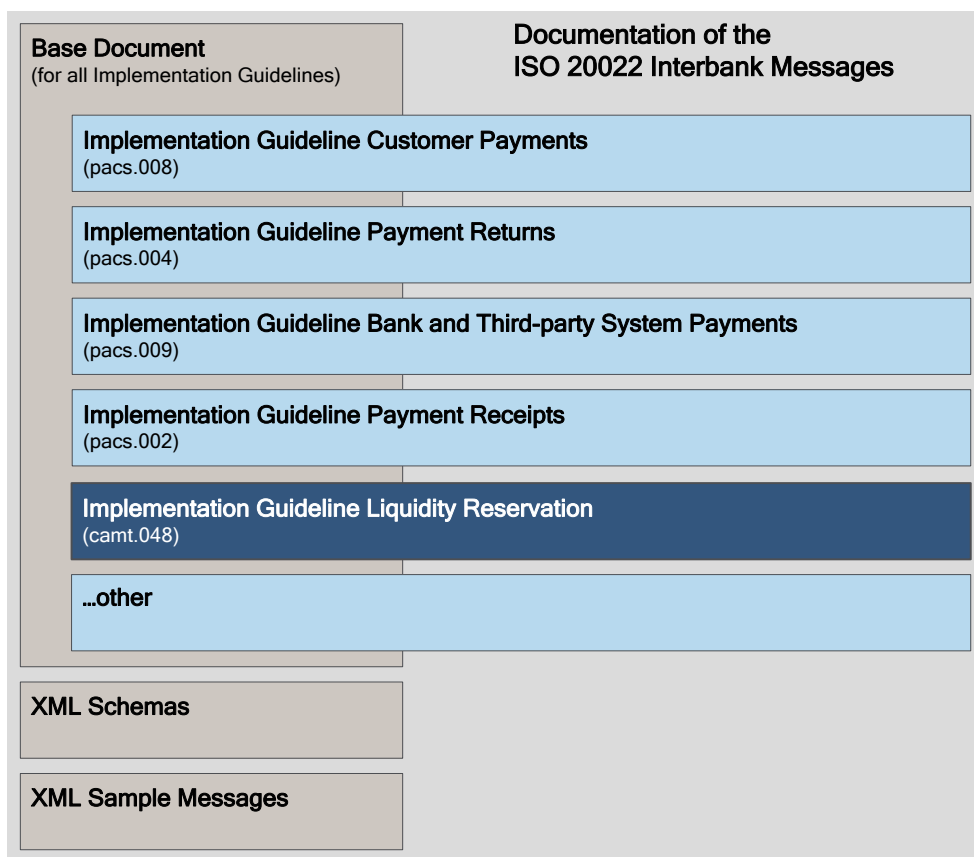 Base Document
(for all Implementation Guidelines)
Documentation of the
ISO 20022 Interbank Messages
Implementation Guideline Customer Payments
(pacs.008)
Implementation Guideline Payment Returns
(pacs.004)
Implementation Guideline Bank and Third-party System Payments
(pacs.009)
Implementation Guideline Payment Receipts
(pacs.002)
Implementation Guideline Liquidity Reservation
(camt.048)
...other
XML Schemas
XML Sample Messages